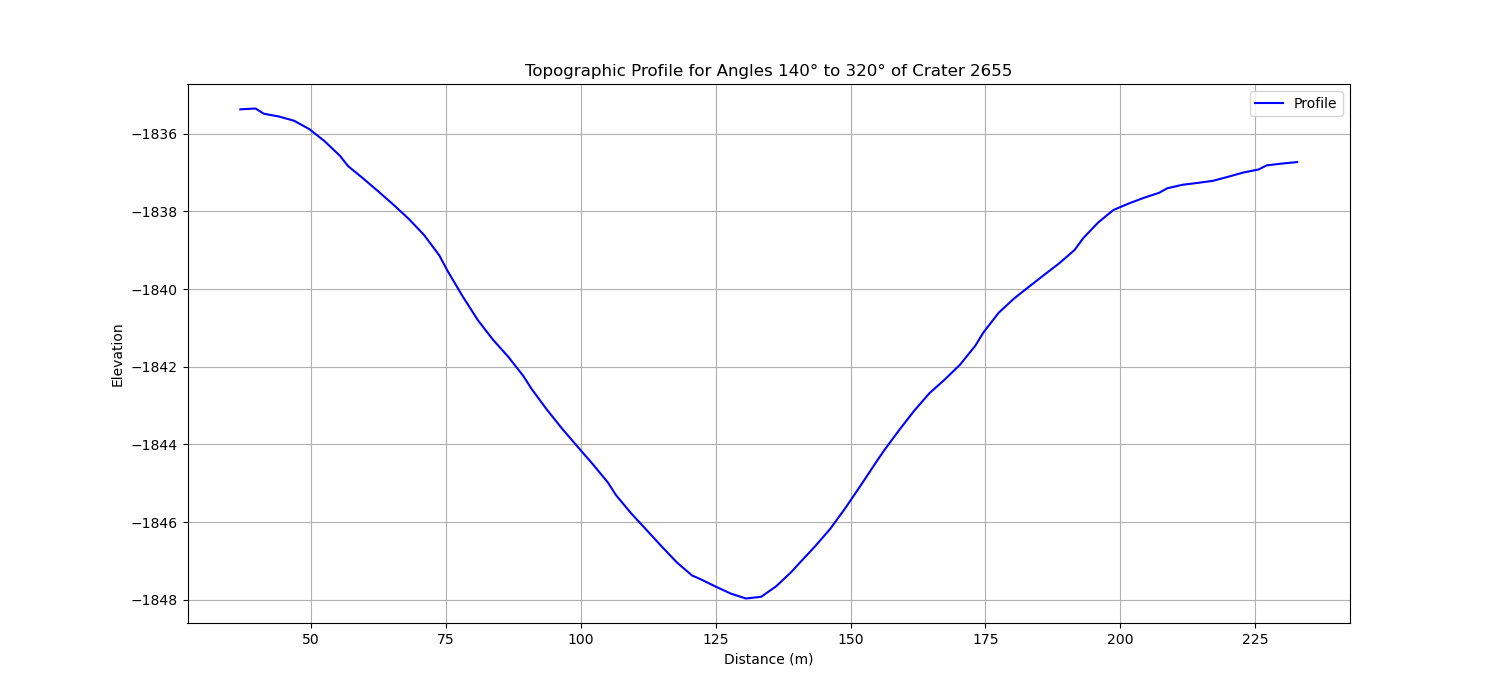 Topographic Profile for Angles 140° to 320° of Crater 2655
Profile
−1836
−1838
−1840
−1842
−1844
−1846
−1848
Elevation
50 75 100 125 150 175 200 225
Distance (m)